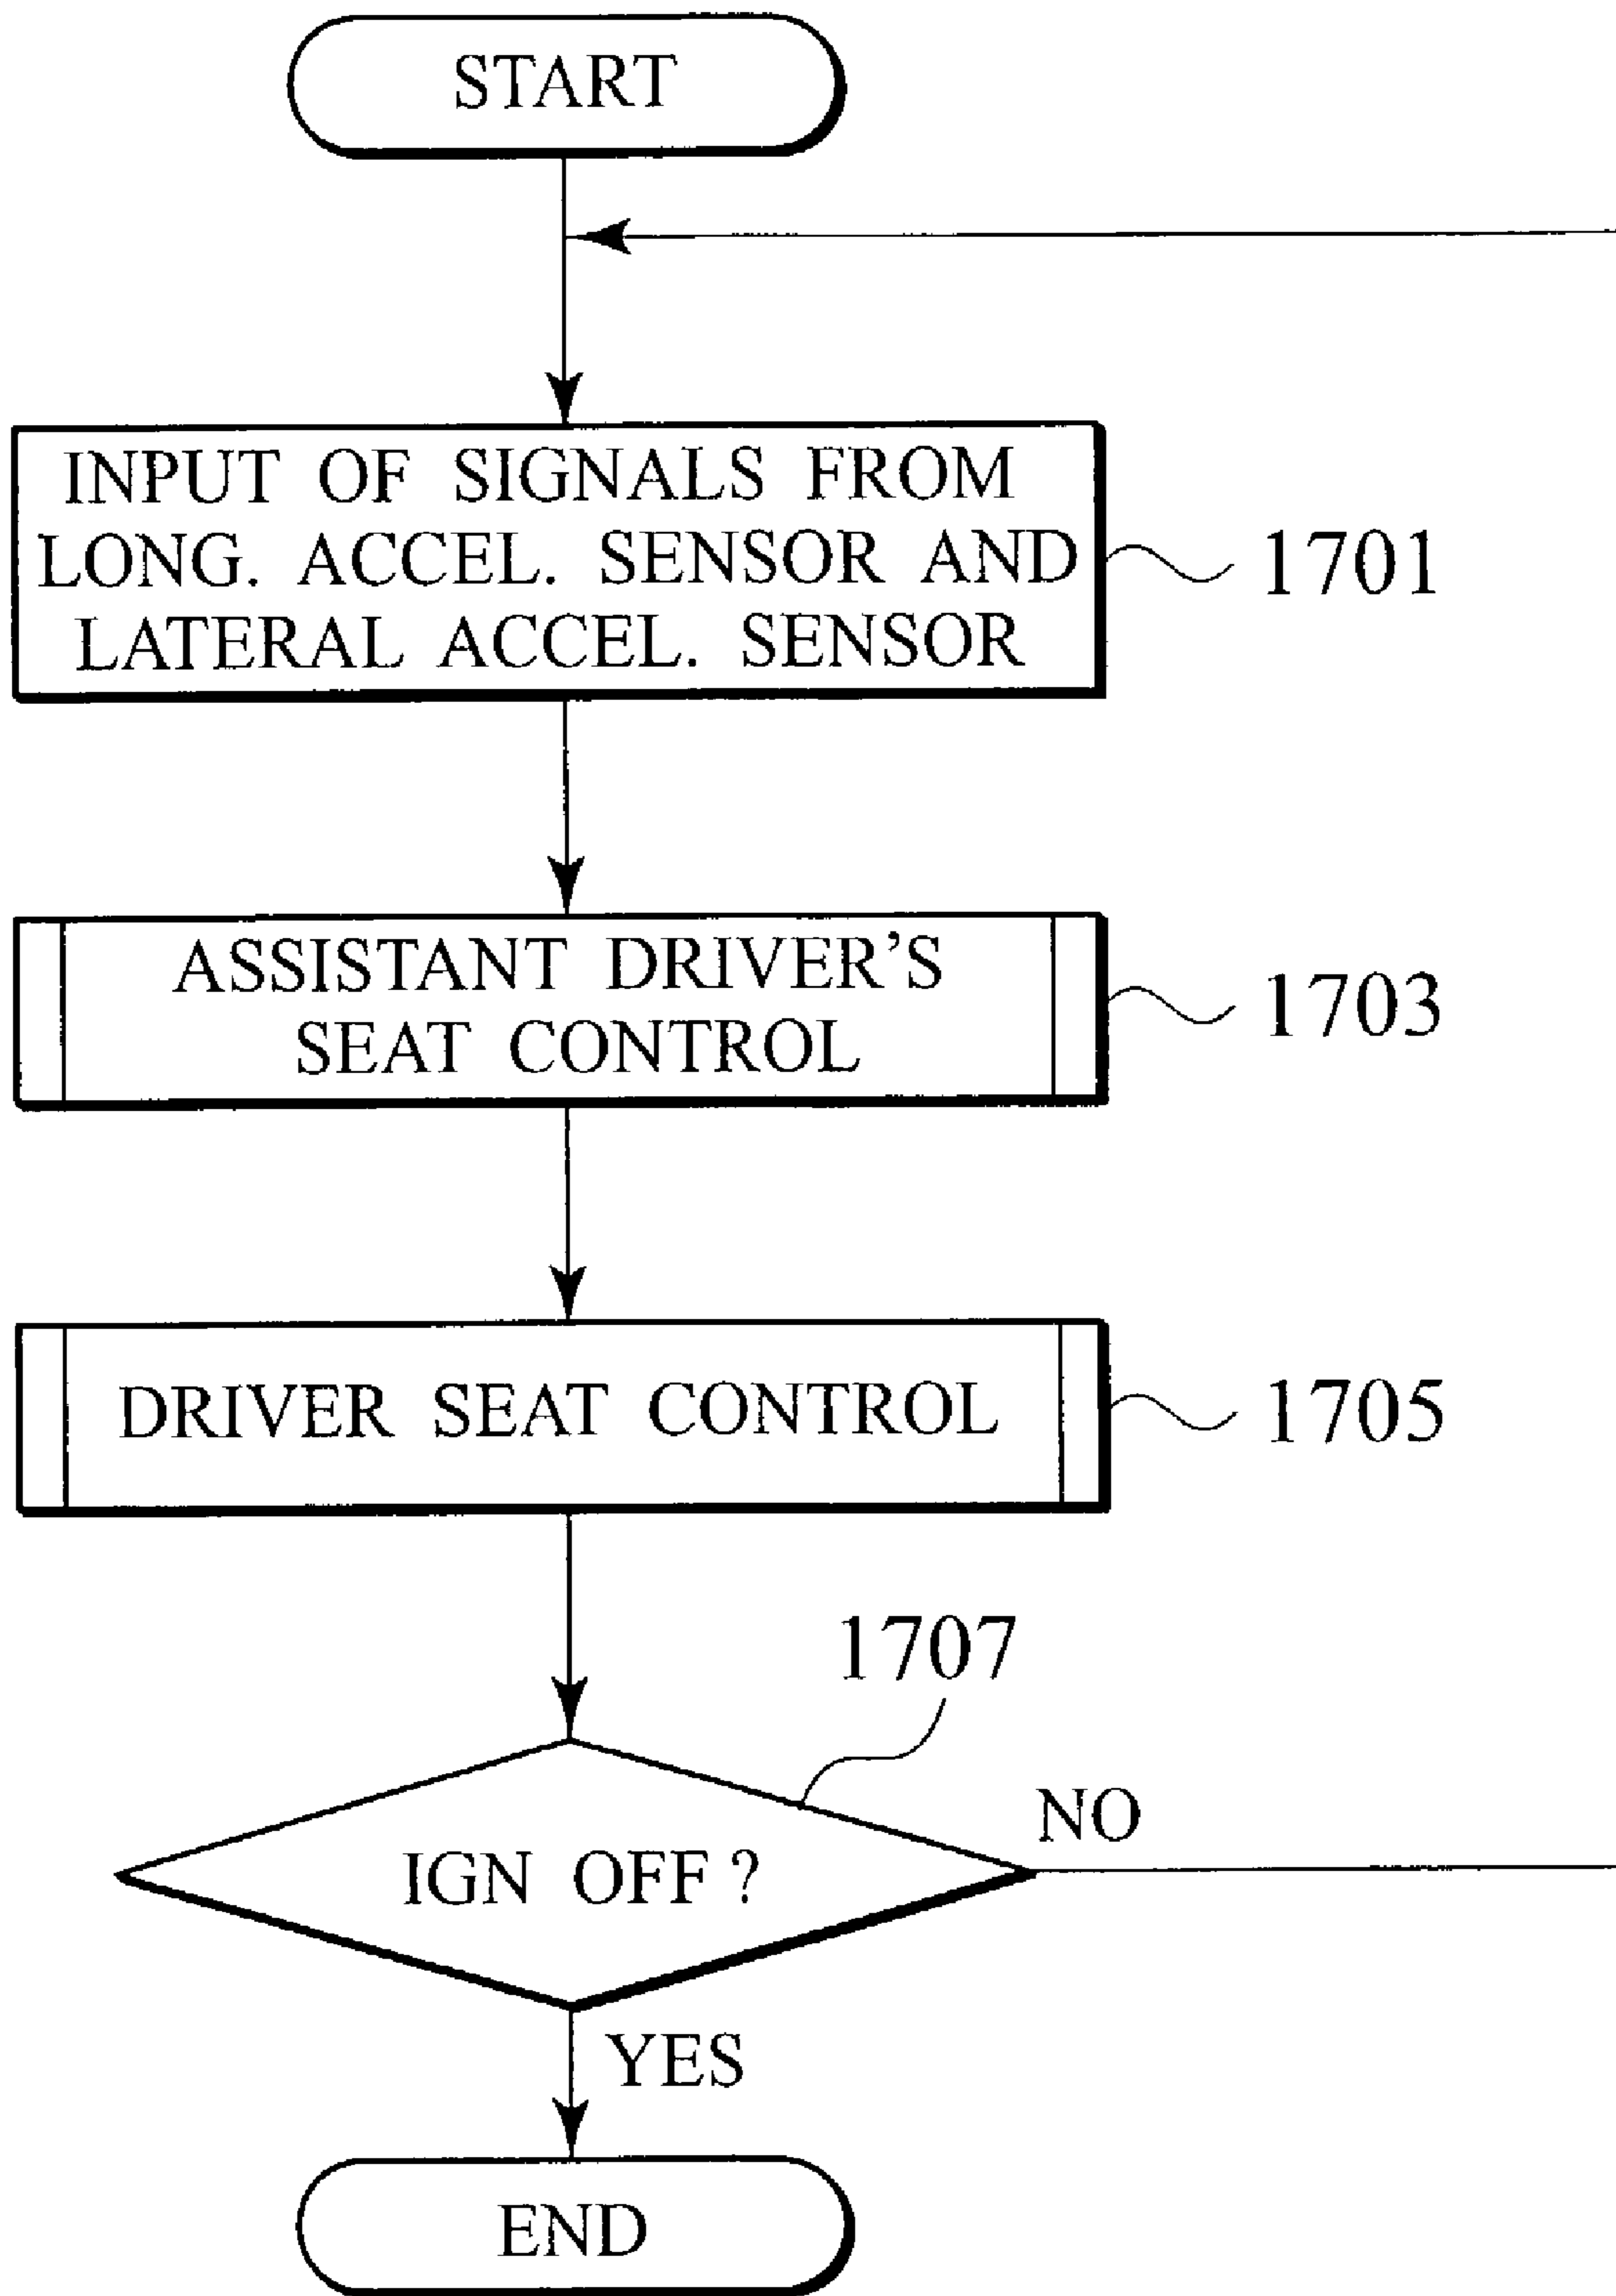 START
INPUT OF SIGNALS FROM
LONG. ACCEL. SENSOR AND
LATERAL ACCEL. SENSOR
1701
ASSISTANT DRIVER'S
SEAT CONTROL
1703
DRIVER SEAT CONTROL
1705
1707
IGN OFF ?
NO
YES
END